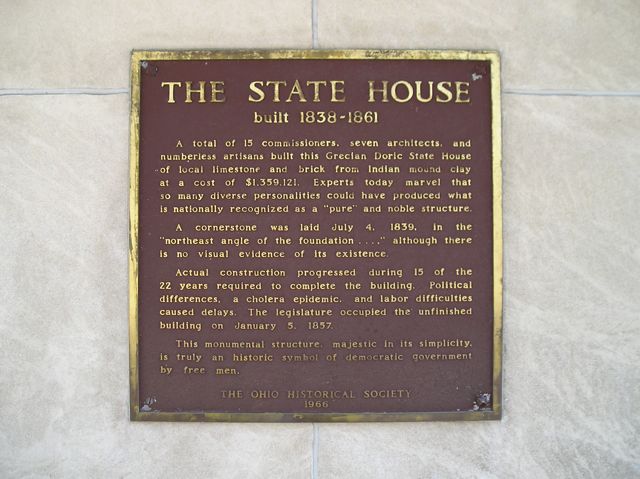 THE STATE HOUSE
built 1838-1861
A total of 15 commissioners, seven architects, and
numberless artisans built this Grecian Doric State House
of local limestone and brick from Indian mound clay
at a cost of $1,359,121. Experts today marvel that
so many diverse personalities could have produced what
is nationally recognized as a "pure" and noble structure.
A cornerstone was laid July 4, 1839, in the
"northeast angle of the foundation . . . ," although there
is no visual evidence of its existence.
Actual construction progressed during 15 of the
22 years required to complete the building. Political
differences, a cholera epidemic, and labor difficulties
caused delays. The legislature occupied the unfinished
building on January 5, 1857.
This monumental structure, majestic in its simplicity,
is truly an historic symbol of democratic government
by free men.
THE OHIO HISTORICAL SOCIETY
1966